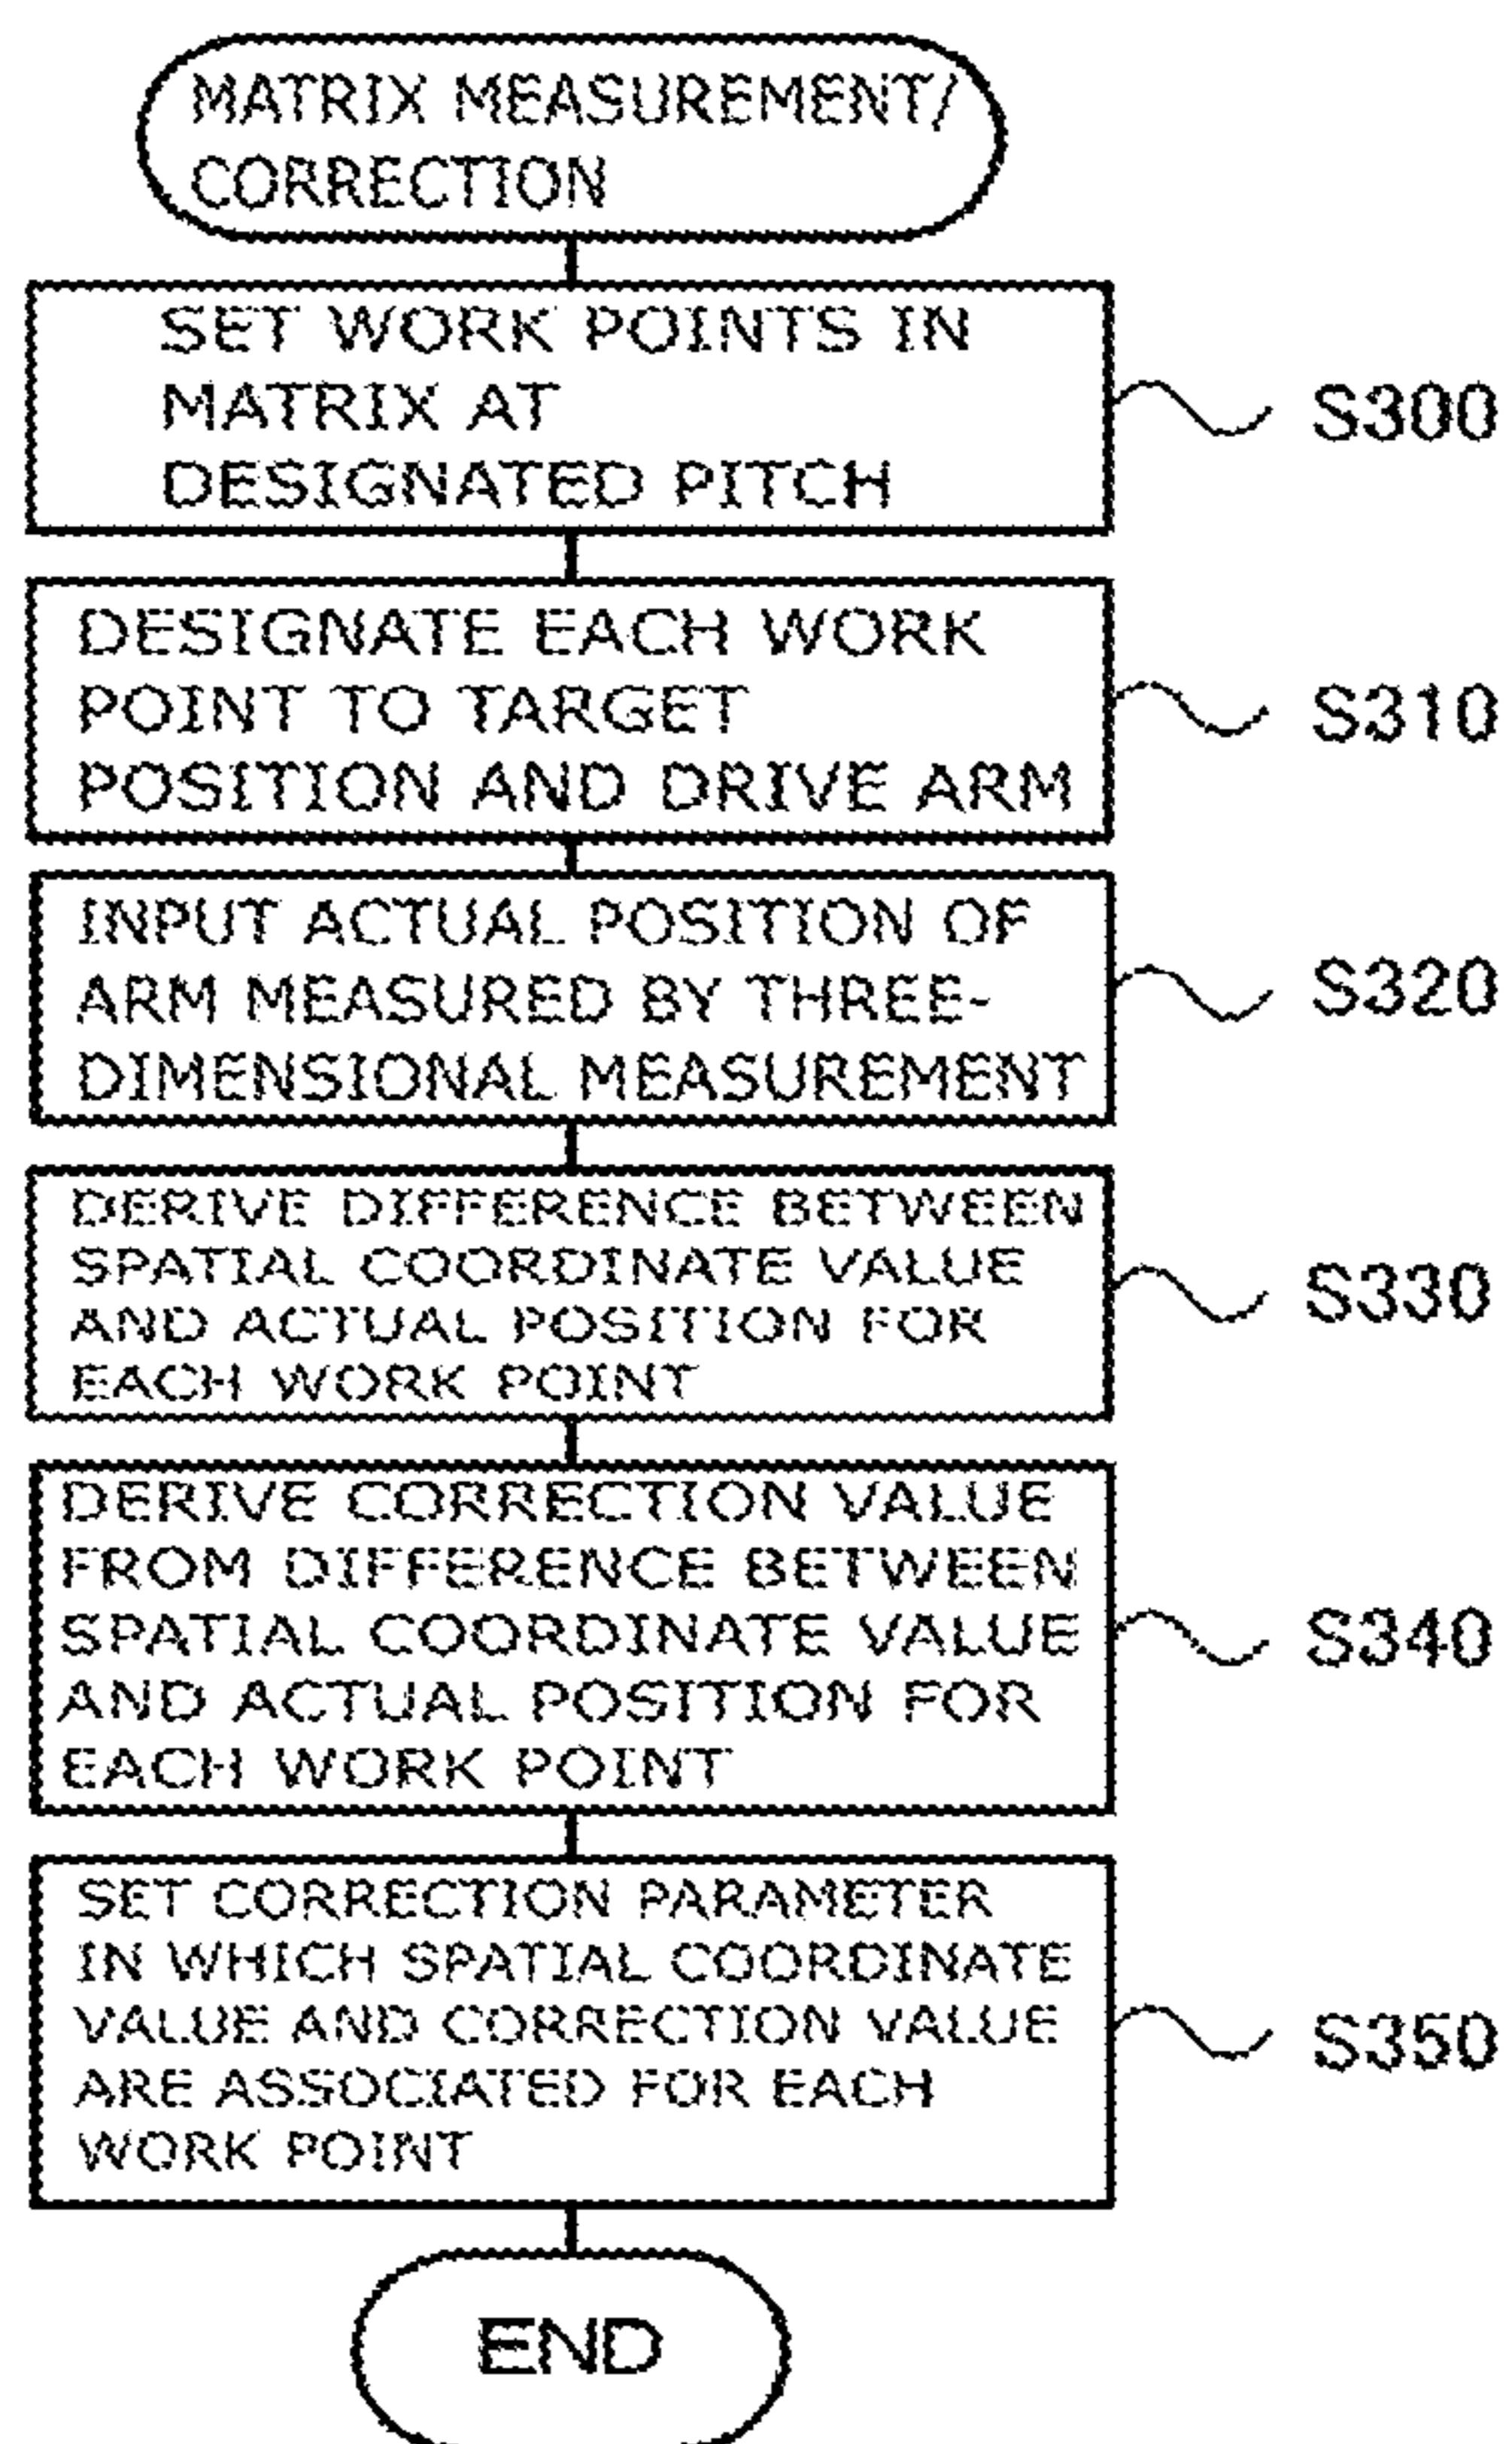 MATRIX MEASUREMENT/
CORRECTION
SET WORK POINTS IN
MATRIX AT
DESIGNATED PITCH
S300
DESIGNATE EACH WORK
POINT TO TARGET
POSITION AND DRIVE ARM
S310
INPUT ACTUAL POSITION OF
ARM MEASURED BY THREE-
DIMENSIONAL MEASUREMENT
S320
DERIVE DIFFERENCE BETWEEN
SPATIAL COORDINATE VALUE
AND ACTUAL POSITION FOR
EACH WORK POINT
S330
DERIVE CORRECTION VALUE
FROM DIFFERENCE BETWEEN
SPATIAL COORDINATE VALUE
AND ACTUAL POSITION FOR
EACH WORK POINT
S340
SET CORRECTION PARAMETER
IN WHICH SPATIAL COORDINATE
VALUE AND CORRECTION VALUE
ARE ASSOCIATED FOR EACH
WORK POINT
S350
END